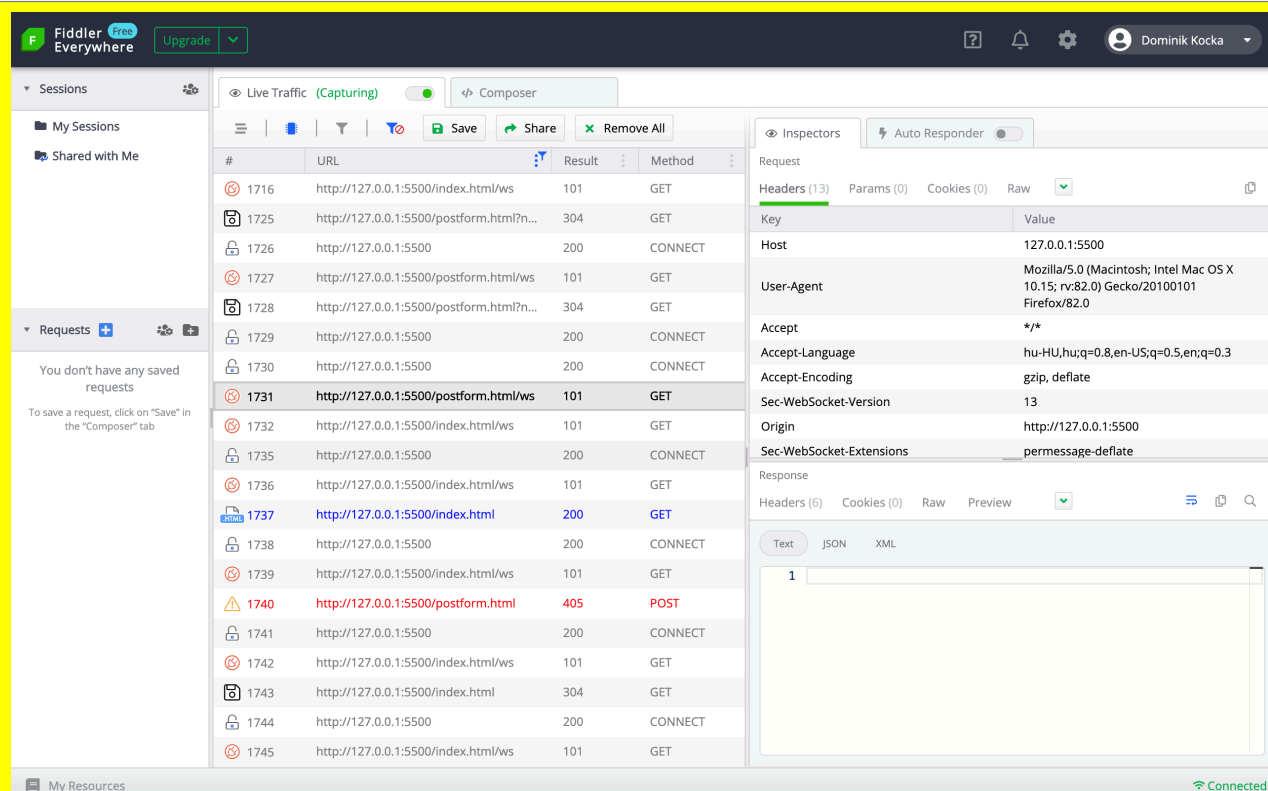 Fiddler Free
Everywhere
Upgrade
Dominik Kocka
Sessions
My Sessions
Shared with Me
Requests
You don't have any saved
requests
To save a request, click on "Save" in
the "Composer" tab
Live Traffic (Capturing)
</> Composer
Save
Share
Remove All
# URL Result Method
1716 http://127.0.0.1:5500/index.html/ws 101 GET
1725 http://127.0.0.1:5500/postform.html?n... 304 GET
1726 http://127.0.0.1:5500 200 CONNECT
1727 http://127.0.0.1:5500/postform.html/ws 101 GET
1728 http://127.0.0.1:5500/postform.html?n... 304 GET
1729 http://127.0.0.1:5500 200 CONNECT
1730 http://127.0.0.1:5500 200 CONNECT
1731 http://127.0.0.1:5500/postform.html/ws 101 GET
1732 http://127.0.0.1:5500/index.html/ws 101 GET
1735 http://127.0.0.1:5500 200 CONNECT
1736 http://127.0.0.1:5500/index.html/ws 101 GET
HTML 1737 http://127.0.0.1:5500/index.html 200 GET
1738 http://127.0.0.1:5500 200 CONNECT
1739 http://127.0.0.1:5500/index.html/ws 101 GET
1740 http://127.0.0.1:5500/postform.html 405 POST
1741 http://127.0.0.1:5500 200 CONNECT
1742 http://127.0.0.1:5500/index.html/ws 101 GET
1743 http://127.0.0.1:5500/index.html 304 GET
1744 http://127.0.0.1:5500 200 CONNECT
1745 http://127.0.0.1:5500/index.html/ws 101 GET
Inspectors
Auto Responder
Request
Headers (13) Params (0) Cookies (0) Raw
Key Value
Host 127.0.0.1:5500
User-Agent Mozilla/5.0 (Macintosh; Intel Mac OS X
10.15; rv:82.0) Gecko/20100101
Firefox/82.0
Accept */*
Accept-Language hu-HU,hu;q=0.8,en-US;q=0.5,en;q=0.3
Accept-Encoding gzip, deflate
Sec-WebSocket-Version 13
Origin http://127.0.0.1:5500
Sec-WebSocket-Extensions permessage-deflate
Response
Headers (6) Cookies (0) Raw Preview
Text JSON XML
1
My Resources
Connected